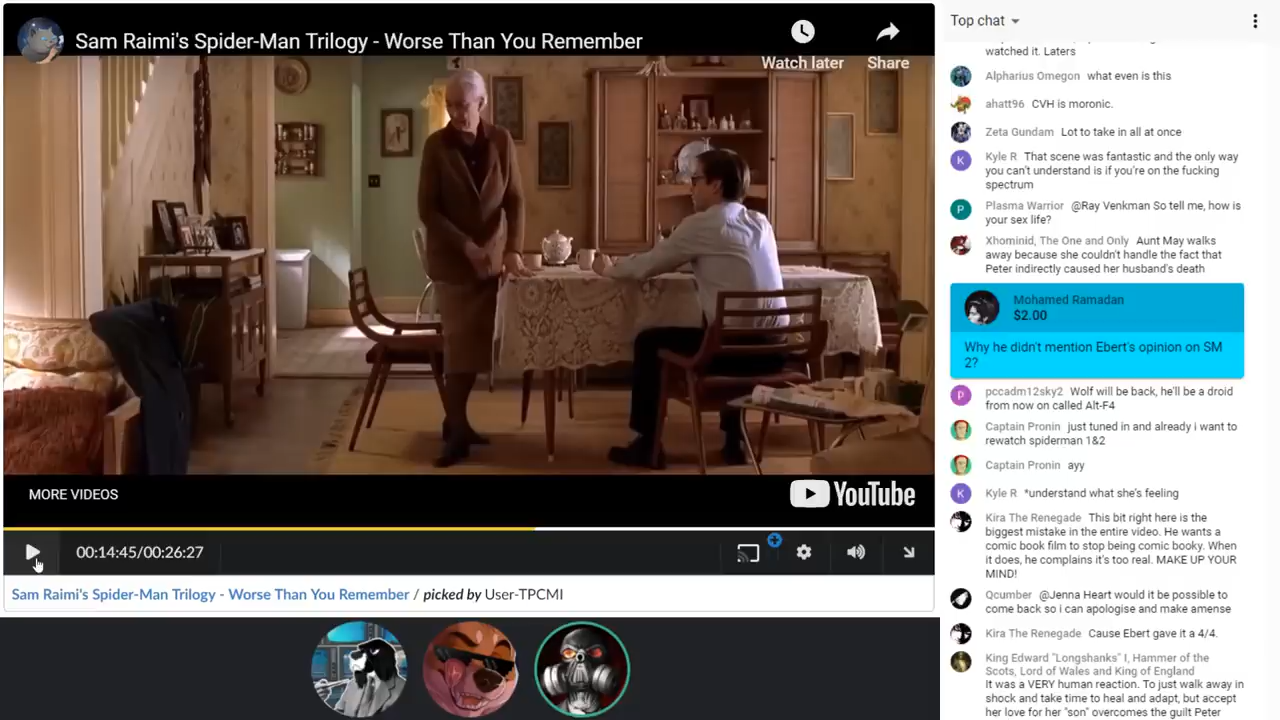 Sam Raimi's Spider-Man Trilogy - Worse Than You Remember
Watch later
Share
MORE VIDEOS
YouTube
00:14:45/00:26:27
Sam Raimi's Spider-Man Trilogy - Worse Than You Remember / picked by User-TPCMI
Top chat
watched it. Laters
Alpharius Omegon what even is this
ahatt96 CVH is moronic.
Zeta Gundam Lot to take in all at once
Kyle R That scene was fantastic and the only way
you can't understand is if you're on the fucking
spectrum
Plasma Warrior @Ray Venkman So tell me, how is
your sex life?
Xhominid, The One and Only Aunt May walks
away because she couldn't handle the fact that
Peter indirectly caused her husband's death
Mohamed Ramadan
$2.00
Why he didn't mention Ebert's opinion on SM
2?
pccadm12sky2 Wolf will be back, he'll be a droid
from now on called Alt-F4
Captain Pronin just tuned in and already i want to
rewatch spiderman 1&2
Captain Pronin ayy
Kyle R *understand what she's feeling
Kira The Renegade This bit right here is the
biggest mistake in the entire video. He wants a
comic book film to stop being comic booky. When
it does, he complains it's too real. MAKE UP YOUR
MIND!
Qcumber @Jenna Heart would it be possible to
come back so i can apologise and make amense
Kira The Renegade Cause Ebert gave it a 4/4.
King Edward "Longshanks" I, Hammer of the
Scots, Lord of Wales and King of England
It was a VERY human reaction. To just walk away in
shock and take time to heal and adapt, but accept
her love for her "son" overcomes the guilt Peter